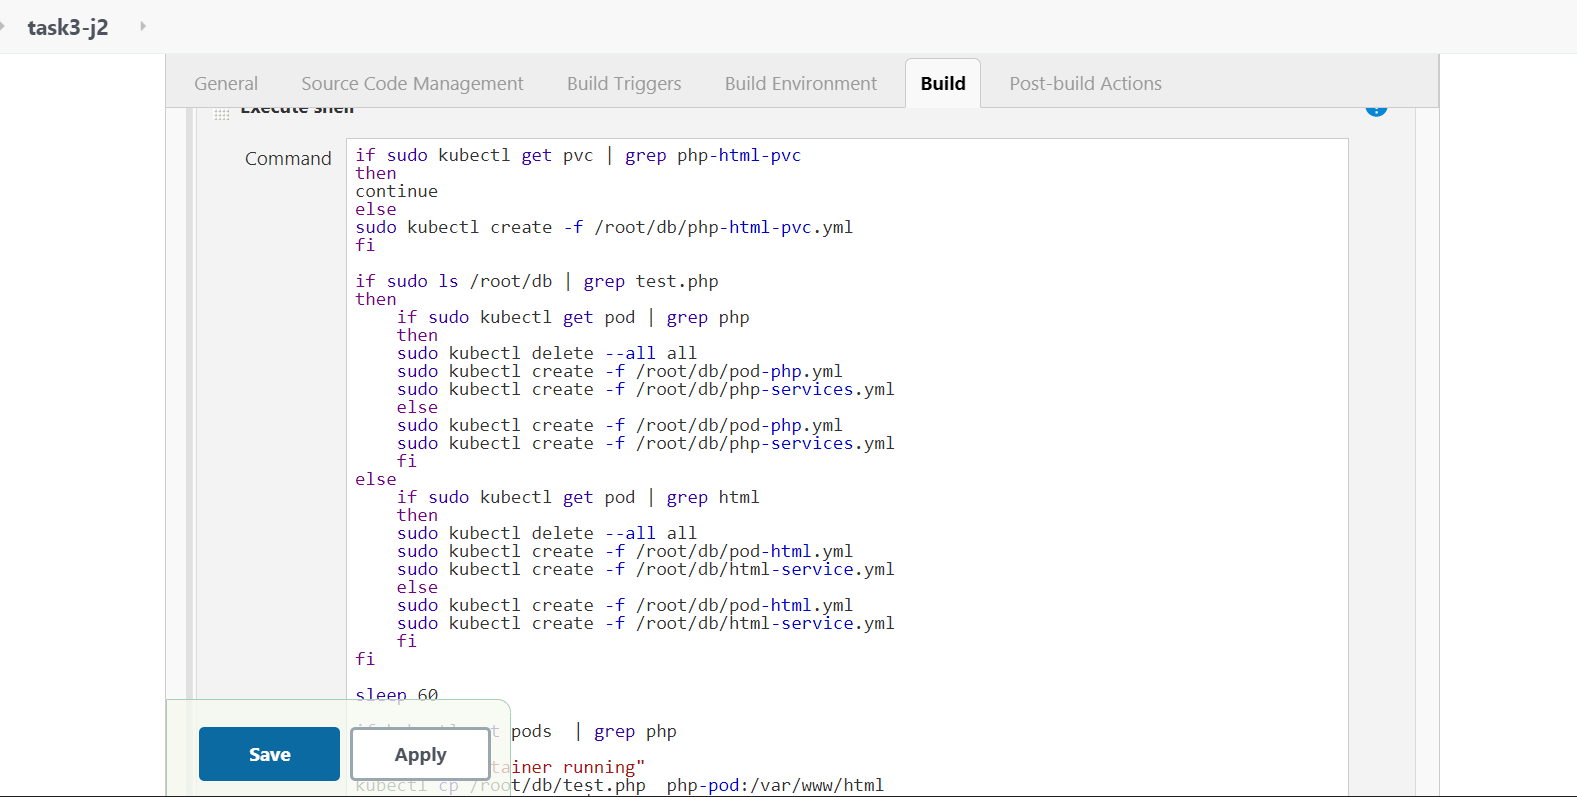 task3-j2
General Source Code Management Build Triggers Build Environment Build Post-build Actions
Execute shell
Command
if sudo kubectl get pvc | grep php-html-pvc
then
continue
else
sudo kubectl create -f /root/db/php-html-pvc.yml
fi
if sudo ls /root/db | grep test.php
then
if sudo kubectl get pod | grep php
then
sudo kubectl delete --all all
sudo kubectl create -f /root/db/pod-php.yml
sudo kubectl create -f /root/db/php-services.yml
else
sudo kubectl create -f /root/db/pod-php.yml
sudo kubectl create -f /root/db/php-services.yml
fi
else
if sudo kubectl get pod | grep html
then
sudo kubectl delete --all all
sudo kubectl create -f /root/db/pod-html.yml
sudo kubectl create -f /root/db/html-service.yml
else
sudo kubectl create -f /root/db/pod-html.yml
sudo kubectl create -f /root/db/html-service.yml
fi
fi
sleep 60
pods | grep php
running"
kubectl cp /root/db/test.php php-pod:/var/www/html
Save Apply